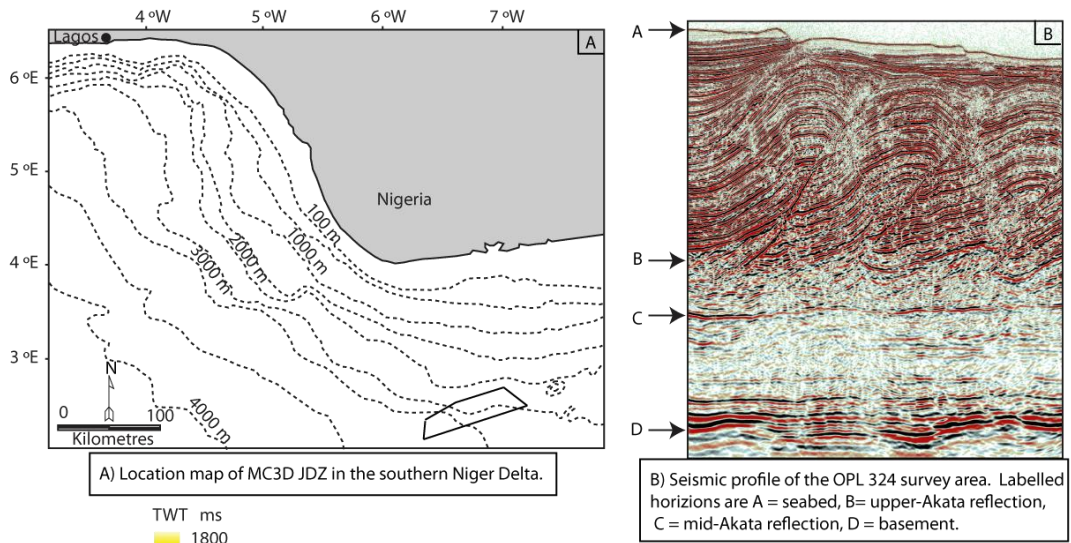 4 ºW 5 ºW 6 ºW 7 ºW
Lagos
A
6 ºE
5 ºE
4 ºE
3 ºE
Nigeria
100 m
1000 m
2000 m
3000 m
4000 m
N
0 100
Kilometres
A) Location map of MC3D JDZ in the southern Niger Delta.
TWT ms
1800
A
B
B
C
D
B) Seismic profile of the OPL 324 survey area. Labelled
horizions are A = seabed, B= upper-Akata reflection,
C = mid-Akata reflection, D = basement.